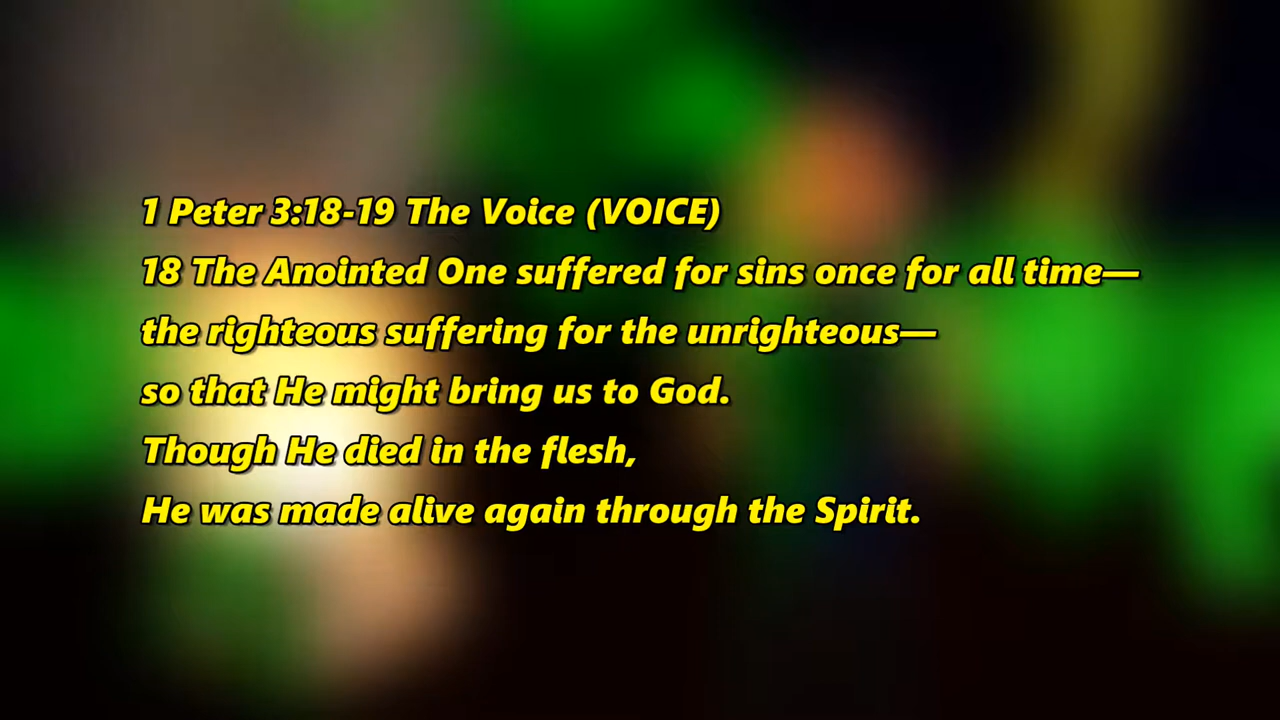 1 Peter 3:18-19 The Voice (VOICE)
18 The Anointed One suffered for sins once for all time—
the righteous suffering for the unrighteous—
so that He might bring us to God.
Though He died in the flesh,
He was made alive again through the Spirit.